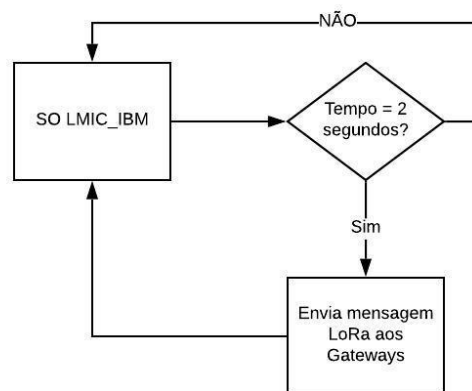 NÃO
SO LMIC_IBM
Tempo = 2
segundos?
Sim
Envia mensagem
LoRa aos
Gateways